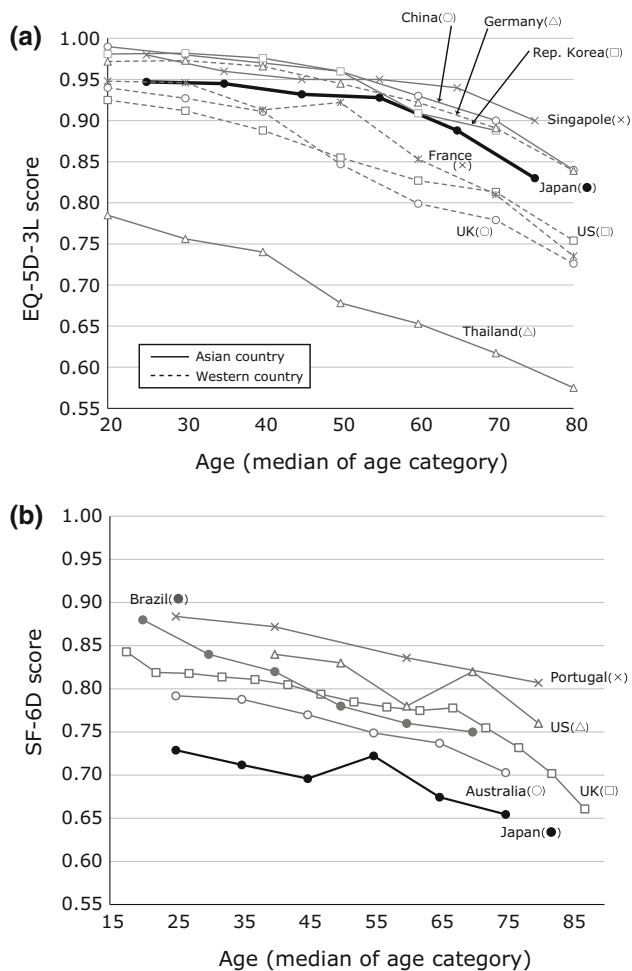 (a)
EQ-5D-3L score
1.00
0.95
0.90
0.85
0.80
0.75
0.70
0.65
0.60
0.55
China(○)
Germany(△)
Rep. Korea(□)
Singapole(×)
France
(×)
Japan(●)
UK(○)
US(□)
Thailand(△)
Asian country
Western country
20 30 40 50 60 70 80
Age (median of age category)
(b)
SF-6D score
1.00
0.95
0.90
0.85
0.80
0.75
0.70
0.65
0.60
0.55
Brazil(●)
Portugal(×)
US(△)
Australia(○)
UK(□)
Japan(●)
15 25 35 45 55 65 75 85
Age (median of age category)